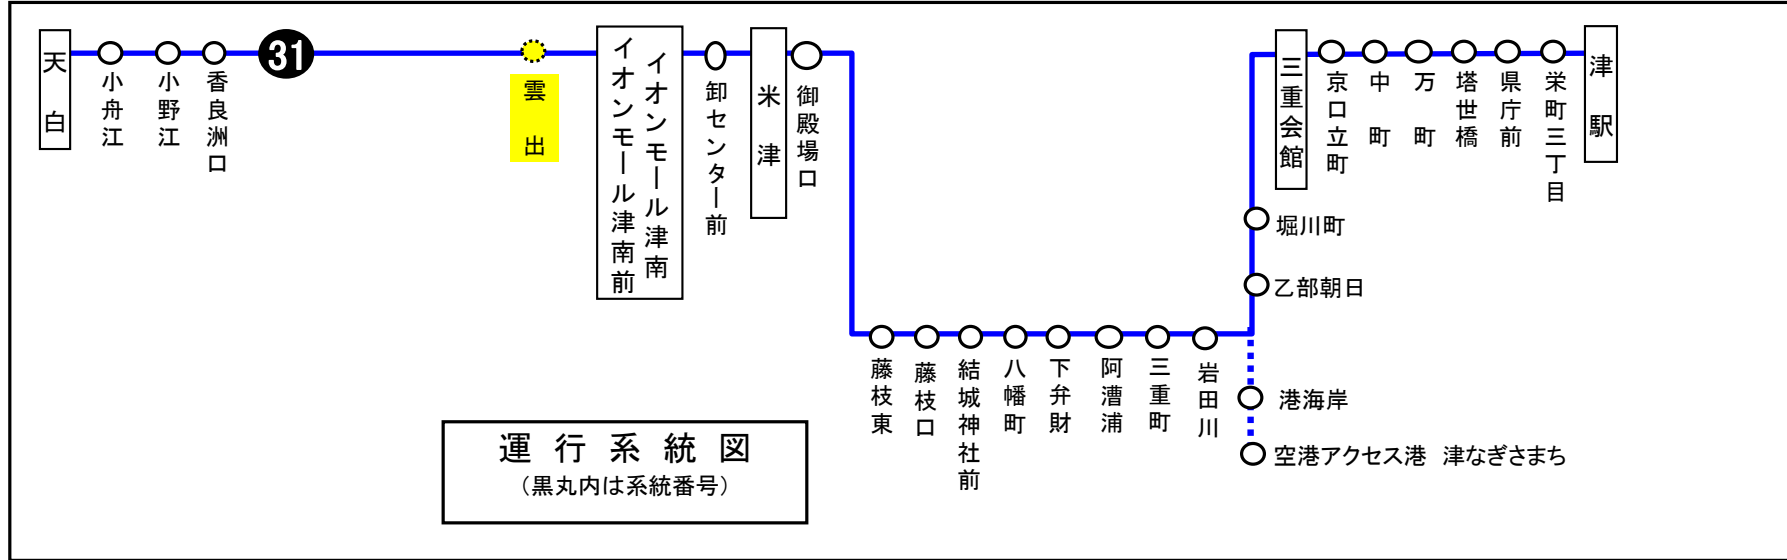 天白
小舟江
小野江
香良洲口
31
雲出
イオンモール津南
イオンモール津南前
卸センター前
米津
御殿場口
藤枝東
藤枝口
結城神社前
八幡町
下弁財
阿漕浦
三重町
岩田川
港海岸
空港アクセス港 津なぎさまち
乙部朝日
堀川町
三重会館
京口立町
中町
万町
塔世橋
県庁前
栄町三丁目
津駅
運行系統図
(黒丸内は系統番号)